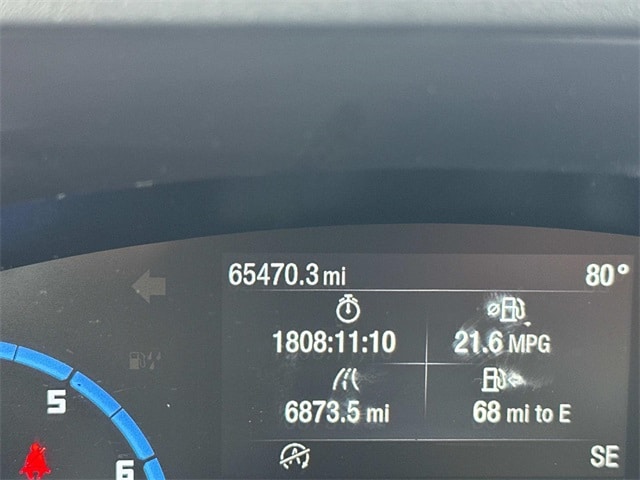 65470.3 mi 80°
1808:11:10 ⌀ 21.6 MPG
6873.5 mi 68 mi to E
A SE
5
6